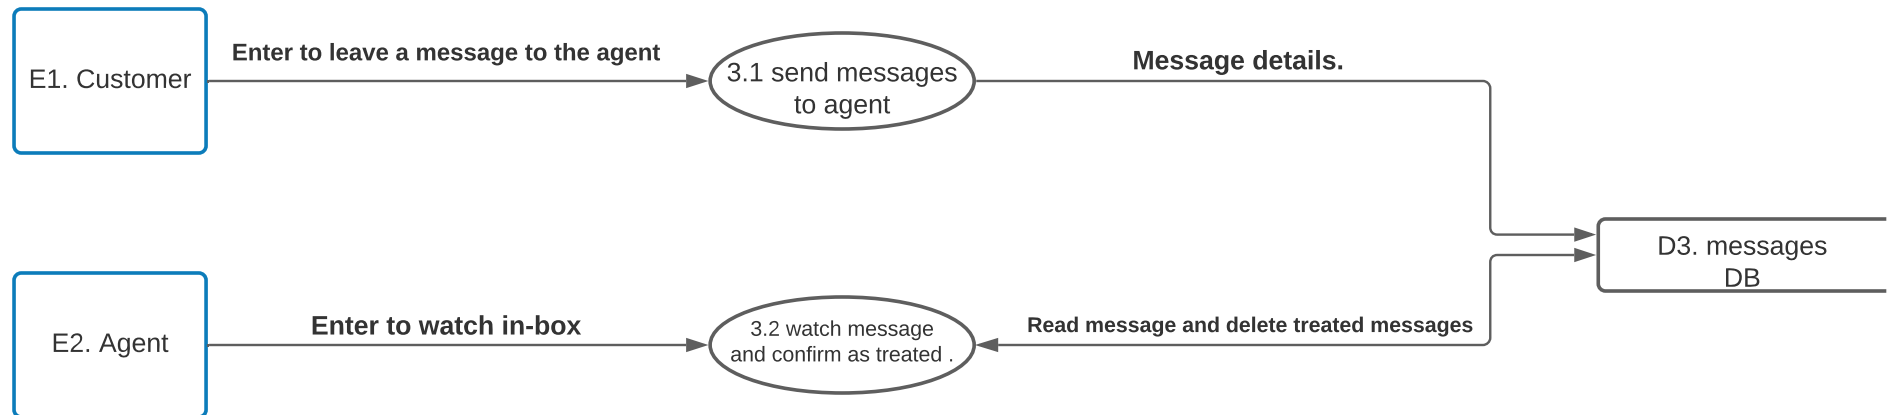 E1. Customer
Enter to leave a message to the agent
3.1 send messages
to agent
Message details.
D3. messages
DB
E2. Agent
Enter to watch in-box
3.2 watch message
and confirm as treated .
Read message and delete treated messages